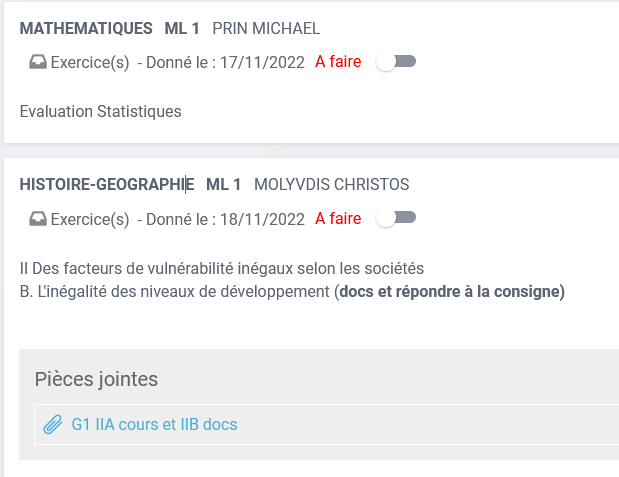 MATHEMATIQUES ML 1 PRIN MICHAEL
Exercice(s) - Donné le : 17/11/2022 A faire
Evaluation Statistiques
HISTOIRE-GEOGRAPHIE ML 1 MOLYVDIS CHRISTOS
Exercice(s) - Donné le : 18/11/2022 A faire
II Des facteurs de vulnérabilité inégaux selon les sociétés
B. L'inégalité des niveaux de développement (docs et répondre à la consigne)
Pièces jointes
G1 IIA cours et IIB docs